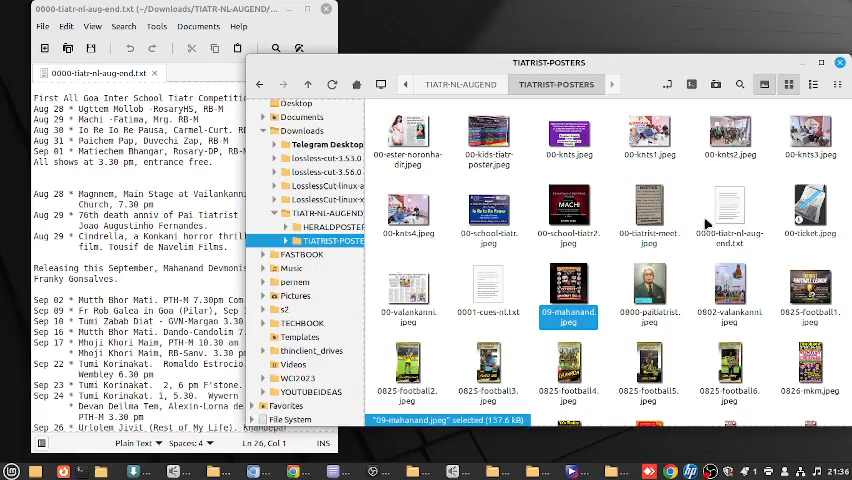 0000-tiatr-nl-aug-end.txt (~/Downloads/TIATR-NL-AUGEND/...
File Edit View Search Tools Documents Help
0000-tiatr-nl-aug-end.txt
First All Goa Inter School Tiatr Competiti
Aug 28 * Ugttem Mollob -RosaryHS, RB-M
Aug 29 * Machi -Fatima, Mrg. RB-M
Aug 30 * Io Re Io Re Pausa, Carmel-Curt. RB
Aug 31 * Paichem Pap, Duvechi Zap, RB-M
Sep 01 * Matiechem Bhangar, Rosary-DP, RB-M
All shows at 3.30 pm, entrance free.
Aug 28 * Magnnem, Main Stage at Vailankanni
Church, 7.30 pm
Aug 29 * 76th death anniv of Pai Tiatrist
Joao Augustinho Fernandes.
Aug 29 * Cindrella, a Konkani horror thrill
film. Tousif de Navelim Films.
Releasing this September, Mahanand Devmonis
Franky Gonsalves.
Sep 02 * Mutth Bhor Mati. PTH-M 7.30pm Com
Sep 09 * Fr Rob Galea in Goa (Pilar), Sep
Sep 10 * Tumi Zabab Diat - GVN-Margao 3.30
Sep 16 * Mutth Bhor Mati. Dando-Candolim 7.
Sep 17 * Mhoji Khori Maim, PTH-M 10.30 am
* Mhoji Khori Maim, RB-Sanv. 3.30 pm
Sep 22 * Tumi Korinakat. Romaldo Estrocio.
Wembley 6.30 pm
Sep 23 * Tumi Korinakat. 2, 6 pm F'stone.
Sep 24 * Tumi Korinakat. 1, 5.30. Wembley
* Devan Deilma Tem, Alexin-Lorna de
PTH-M 3.30 pm
Sep 26 * Urlolem Jivit (Rest of My Life). Khandepar
Plain Text Spaces: 4 Ln 26, Col 1 INS
TIATRIST-POSTERS
TIATR-NL-AUGEND TIATRIST-POSTERS
Desktop
Documents
Downloads
Telegram Desktop
lossless-cut-3.53.0
lossless-cut-3.56.0
LosslessCut-linux-a
LosslessCut-linux-x
TIATR-NL-AUGEND
HERALDPOSTER
TIATRIST-POSTE
FASTBOOK
Music
pernem
Pictures
s2
TECHBOOK
Templates
thinclient_drives
Videos
WCI2023
YOUTUBEIDEAS
Favorites
File System
00-ester-noronha-dir.jpeg
00-kids-tiatr-poster.jpeg
00-knts.jpeg
00-knts1.jpeg
00-knts2.jpeg
00-knts3.jpeg
00-knts4.jpeg
00-school-tiatr.jpeg
MACHI
00-school-tiatr2.jpeg
00-tiatrist-meet.jpeg
0000-tiatr-nl-aug-end.txt
00-ticket.jpeg
00-valankanni.jpeg
0001-cues-nl.txt
09-mahanand.jpeg
0800-paitiatrist.jpeg
0802-valankanni.jpeg
0825-football1.jpeg
0825-football2.jpeg
0825-football3.jpeg
0825-football4.jpeg
0825-football5.jpeg
0825-football6.jpeg
0826-mkm.jpeg
"09-mahanand.jpeg" selected (137.6 kB)
21:36